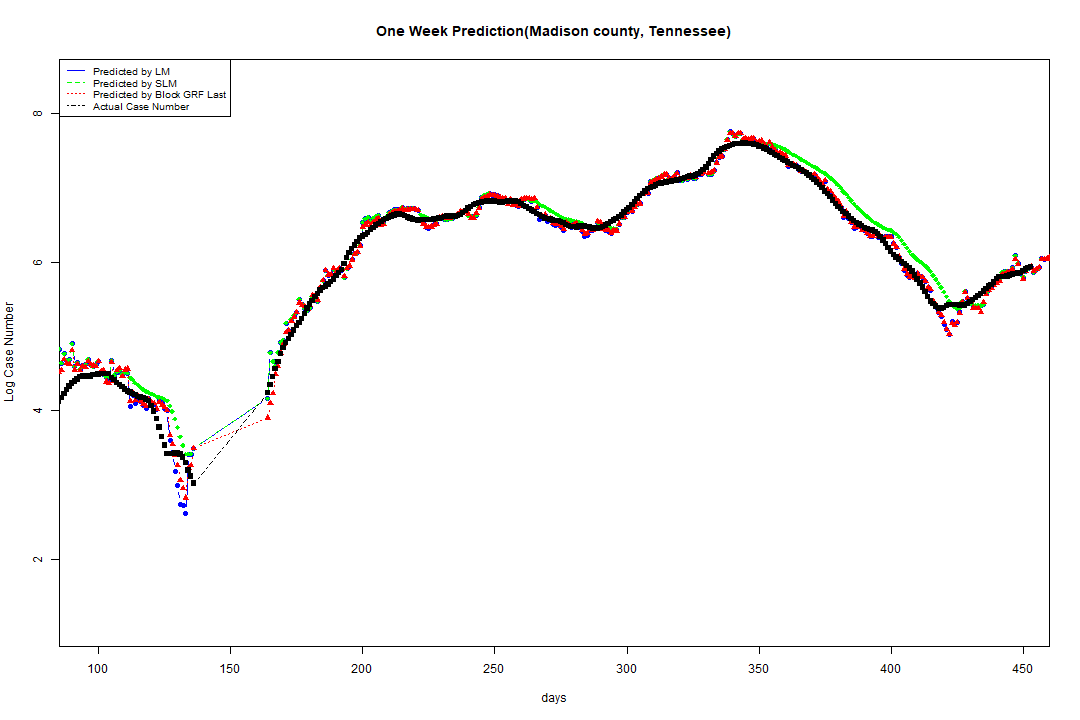 One Week Prediction(Madison county, Tennessee)
Predicted by LM
Predicted by SLM
Predicted by Block GRF Last
Actual Case Number
8
6
4
2
Log Case Number
100 150 200 250 300 350 400 450
days